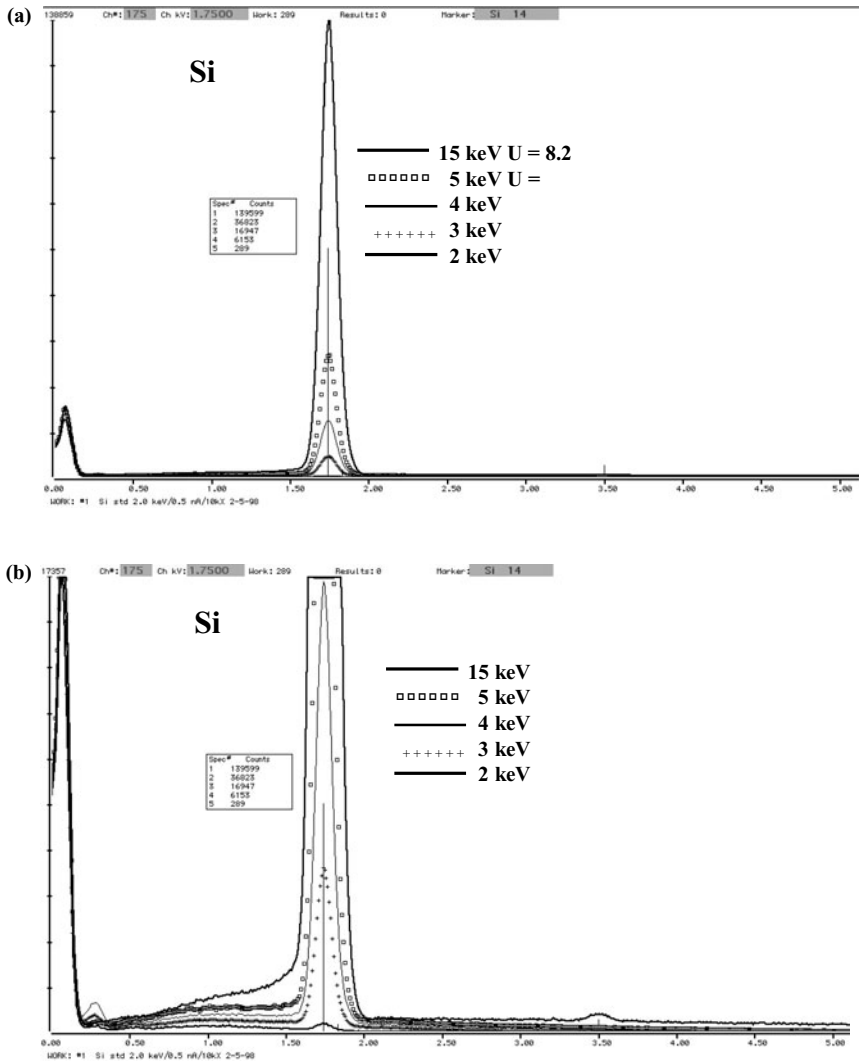 (a)
138859 Ch#: 175 Ch kV: 1.7500 Work: 289 Results: 0 Marker: Si 14
Si
15 keV U = 8.2
5 keV U =
4 keV
++++++ 3 keV
2 keV
Spec# Counts
1 139599
2 36823
3 16947
4 6153
5 289
0.00 0.50 1.00 1.50 2.00 2.50 3.00 3.50 4.00 4.50 5.00
WORK: #1 Si std 2.0 keV/0.5 nA/10kX 2-5-98
(b)
17357 Ch#: 175 Ch kV: 1.7500 Work: 289 Results: 0 Marker: Si 14
Si
15 keV
5 keV
4 keV
++++++ 3 keV
2 keV
Spec# Counts
1 139599
2 36823
3 16947
4 6153
5 289
0.00 0.50 1.00 1.50 2.00 2.50 3.00 3.50 4.00 4.50 5.00
WORK: #1 Si std 2.0 keV/0.5 nA/10kX 2-5-98